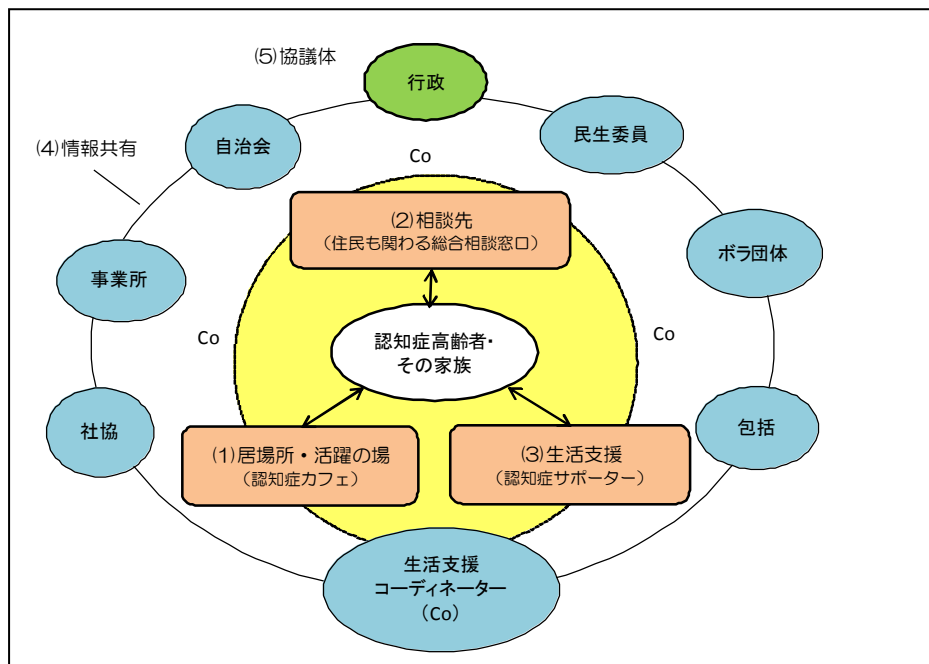 ⑸協議体
行政
自治会
民生委員
⑷情報共有
Co
⑵相談先
（住民も関わる総合相談窓口）
事業所
ボラ団体
Co
認知症高齢者・
その家族
Co
社協
⑴居場所・活躍の場
（認知症カフェ）
⑶生活支援
（認知症サポーター）
包括
生活支援
コーディネーター
（Co）